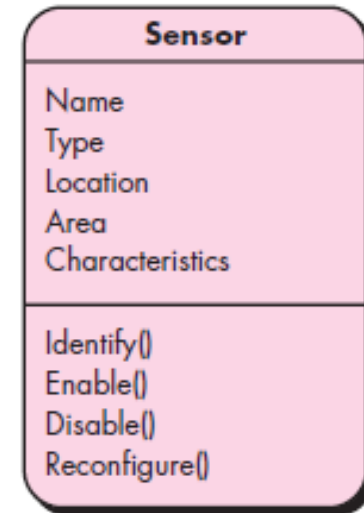 Sensor
Name
Type
Location
Area
Characteristics
Identify()
Enable()
Disable()
Reconfigure()